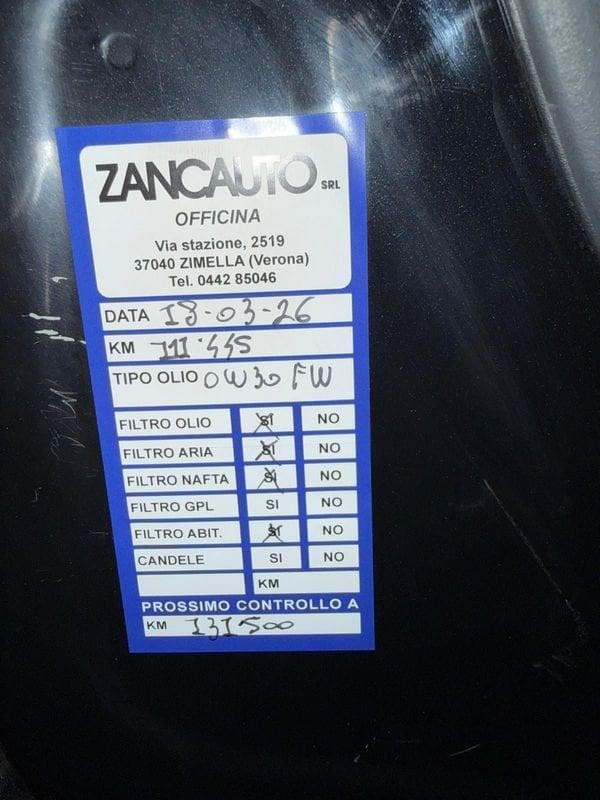 ZANCAUTO SRL
OFFICINA
Via stazione, 2519
37040 ZIMELLA (Verona)
Tel. 0442 85046
DATA 18-03-26
KM 111.445
TIPO OLIO 0W30 FW
FILTRO OLIO SI NO
FILTRO ARIA SI NO
FILTRO NAFTA SI NO
FILTRO GPL SI NO
FILTRO ABIT. SI NO
CANDELE SI NO
KM
PROSSIMO CONTROLLO A
KM 131500